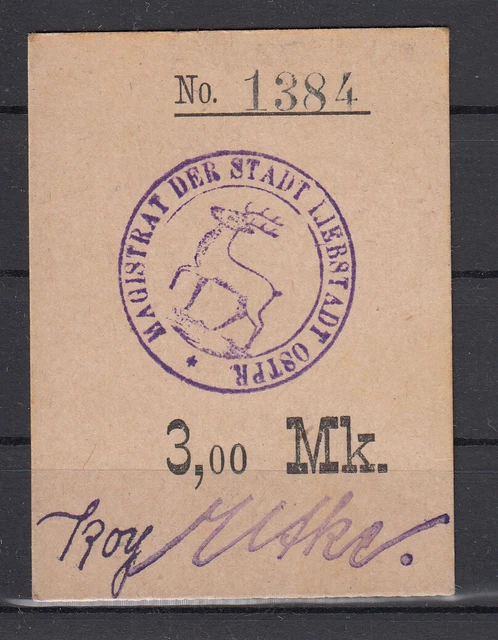 No. 1384
MAGISTRAT DER STADT LIEBSTADT OSTPR. *
3,00 Mk.